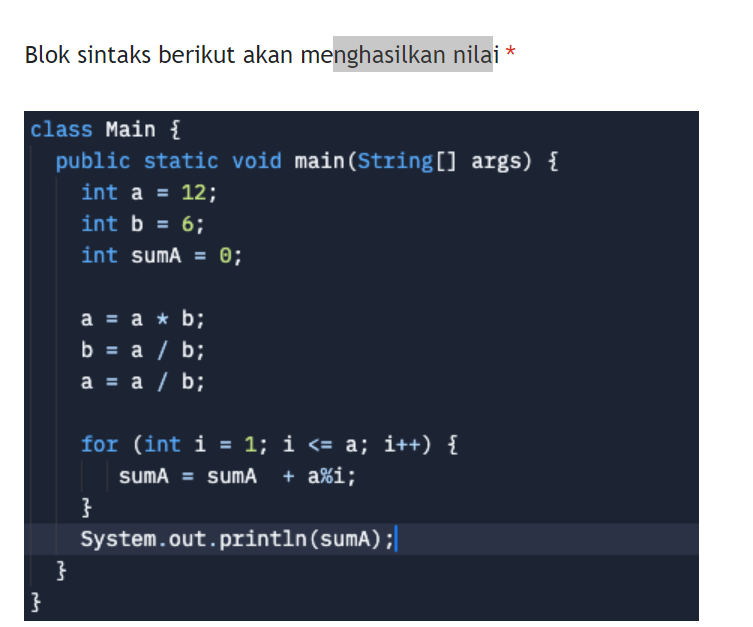 Blok sintaks berikut akan menghasilkan nilai *
class Main {
public static void main(String[] args) {
int a = 12;
int b = 6;
int sumA = 0;
a = a * b;
b = a / b;
a = a / b;
for (int i = 1; i <= a; i++) {
sumA = sumA  + a%i;
}
System.out.println(sumA);
}
}